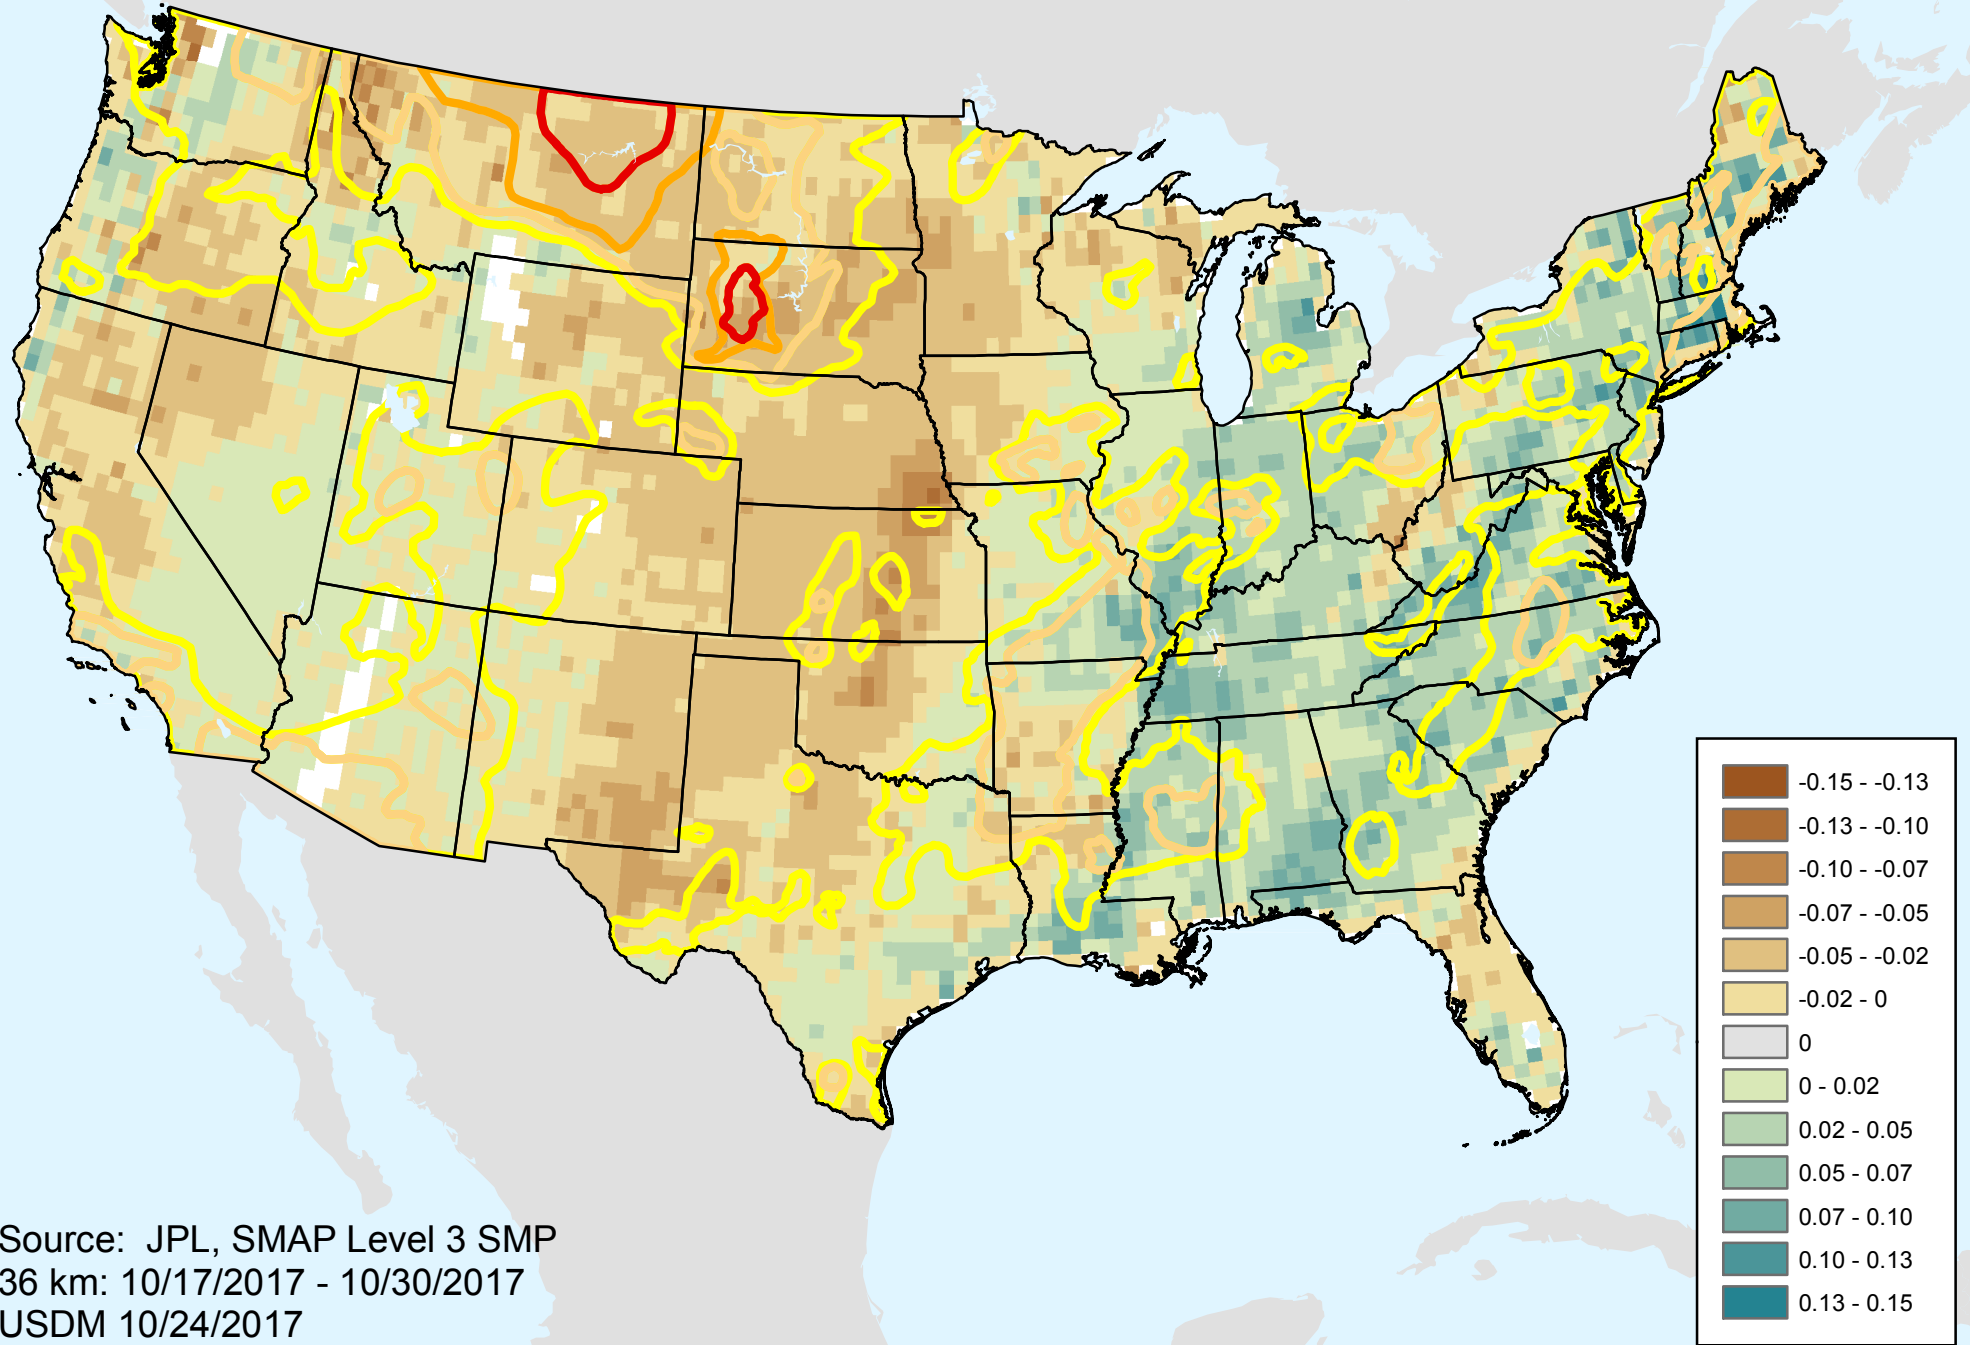 -0.15 - -0.13
-0.13 - -0.10
-0.10 - -0.07
-0.07 - -0.05
-0.05 - -0.02
-0.02 - 0
0
0 - 0.02
0.02 - 0.05
0.05 - 0.07
0.07 - 0.10
0.10 - 0.13
0.13 - 0.15
Source: JPL, SMAP Level 3 SMP
36 km: 10/17/2017 - 10/30/2017
USDM 10/24/2017